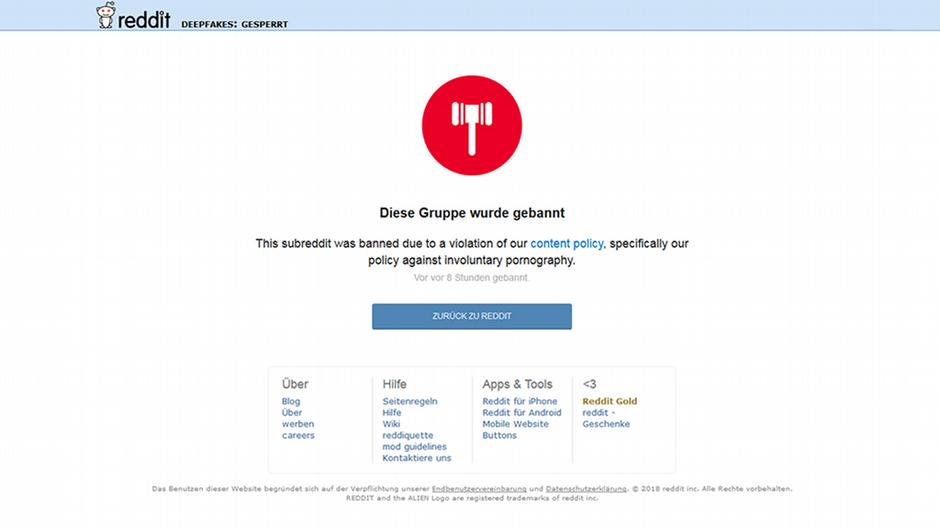 reddit DEEPFAKES: GESPERRT
Diese Gruppe wurde gebannt
This subreddit was banned due to a violation of our content policy, specifically our
policy against involuntary pornography.
Vor vor 8 Stunden gebannt.
ZURÜCK ZU REDDIT
Über
Blog
Über
werben
careers
Hilfe
Seitenregeln
Hilfe
Wiki
reddiquette
mod guidelines
Kontaktiere uns
Apps & Tools
Reddit für iPhone
Reddit für Android
Mobile Website
Buttons
<3
Reddit Gold
reddit -
Geschenke
Das Benutzen dieser Website begründet sich auf der Verpflichtung unserer Endbenutzervereinbarung und Datenschutzerklärung. © 2018 reddit inc. Alle Rechte vorbehalten.
REDDIT and the ALIEN Logo are registered trademarks of reddit inc.